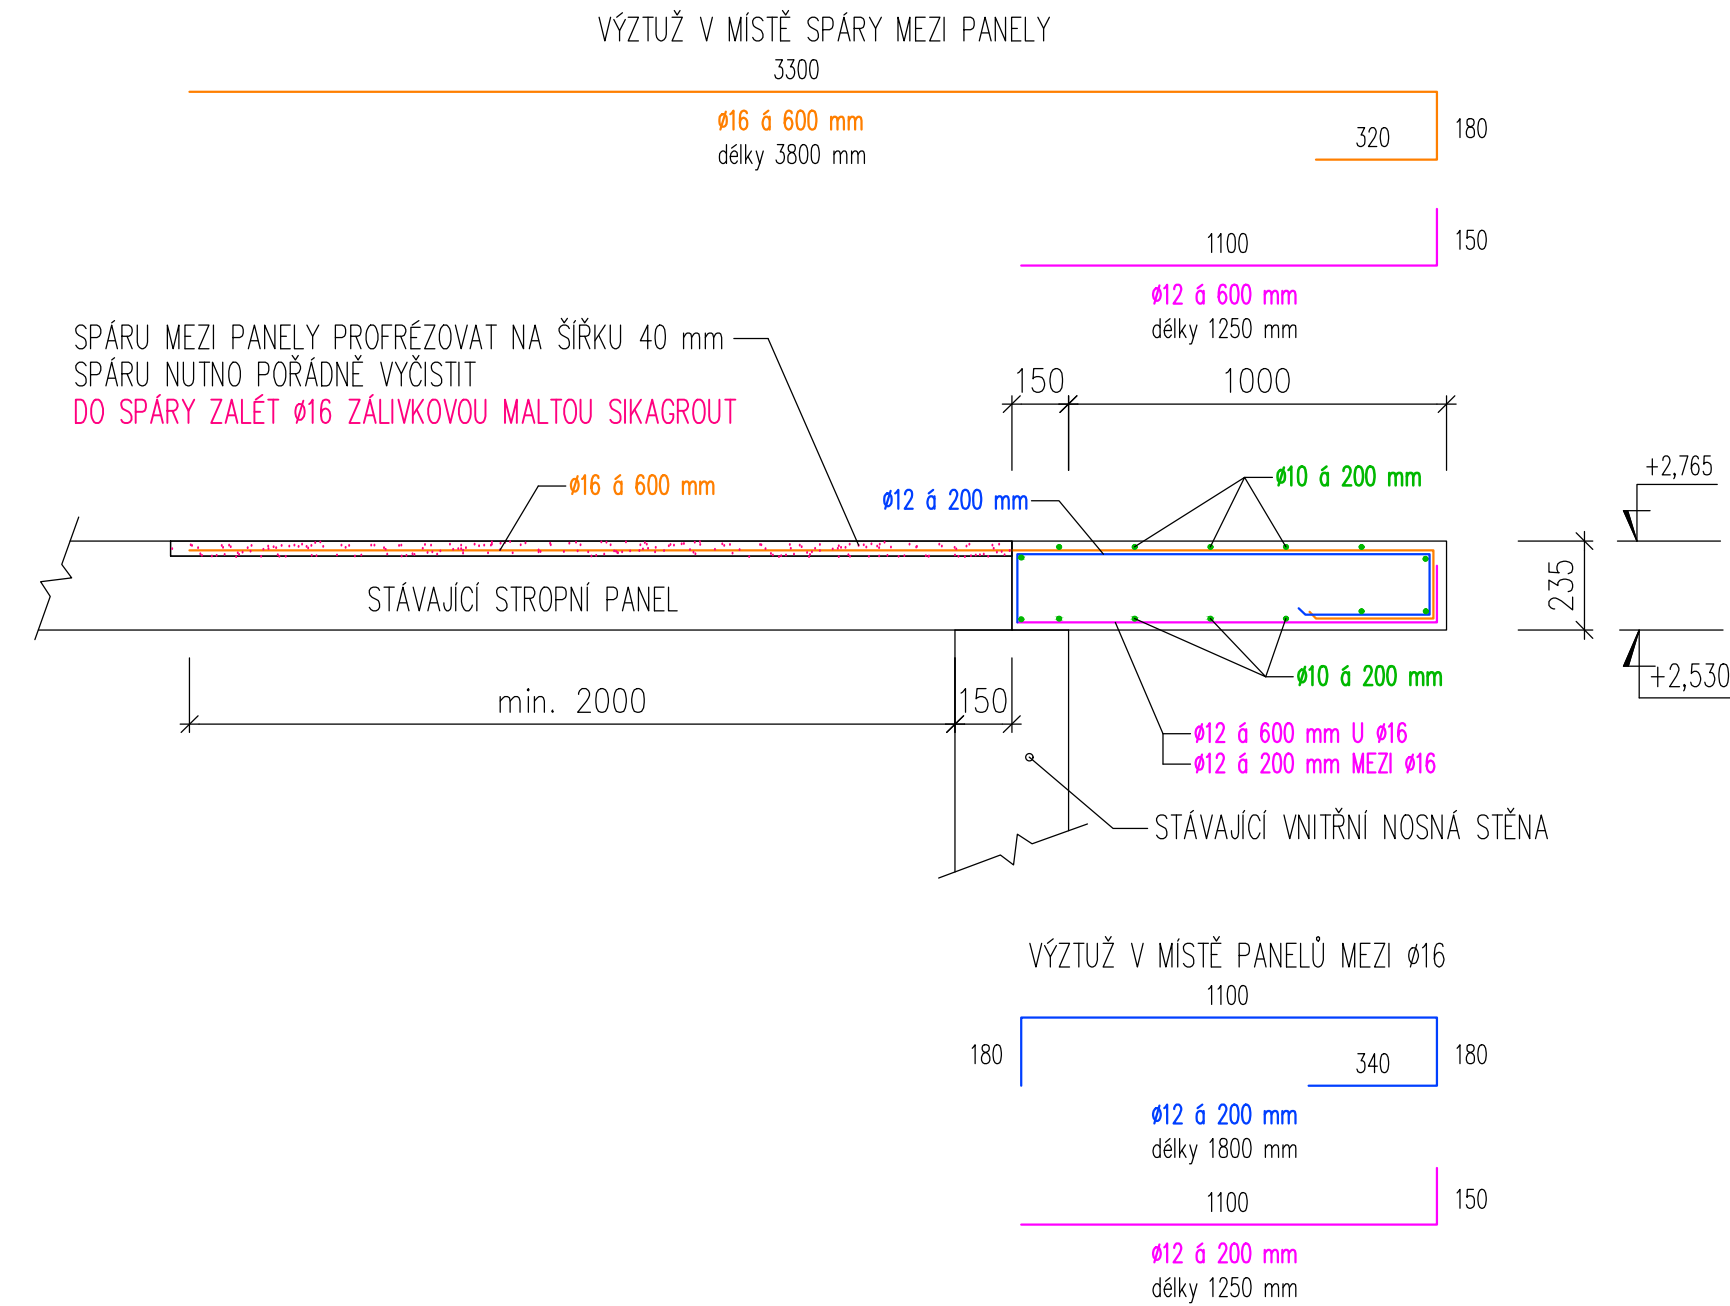 VÝZTUŽ V MÍSTĚ SPÁRY MEZI PANELY
3300
ø16 á 600 mm
délky 3800 mm
320
180
1100
150
ø12 á 600 mm
délky 1250 mm
SPÁRU MEZI PANELY PROFRÉZOVAT NA ŠÍŘKU 40 mm
SPÁRU NUTNO POŘÁDNĚ VYČISTIT
DO SPÁRY ZALÉT ø16 ZÁLIVKOVOU MALTOU SIKAGROUT
150
1000
ø16 á 600 mm
ø12 á 200 mm
ø10 á 200 mm
+2,765
STÁVAJÍCÍ STROPNÍ PANEL
235
ø10 á 200 mm
+2,530
min. 2000
150
ø12 á 600 mm U ø16
ø12 á 200 mm MEZI ø16
STÁVAJÍCÍ VNITŘNÍ NOSNÁ STĚNA
VÝZTUŽ V MÍSTĚ PANELŮ MEZI ø16
1100
180
340
180
ø12 á 200 mm
délky 1800 mm
1100
150
ø12 á 200 mm
délky 1250 mm